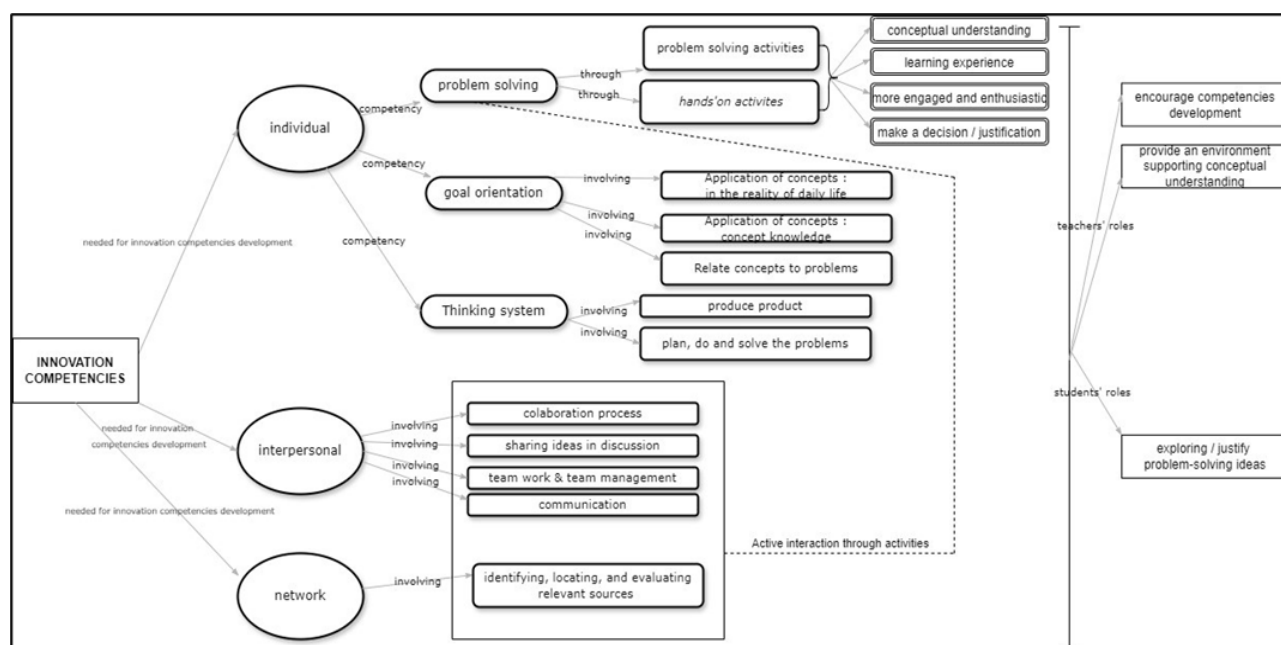 INNOVATION
COMPETENCIES
needed for innovation competencies development
needed for innovation
competencies development
needed for innovation competencies development
individual
interpersonal
network
competency
competency
competency
problem solving
goal orientation
Thinking system
through
through
problem solving activities
hands'on activites
conceptual understanding
learning experience
more engaged and enthusiastic
make a decision / justification
involving
involving
involving
Application of concepts :
in the reality of daily life
Application of concepts :
concept knowledge
Relate concepts to problems
involving
involving
produce product
plan, do and solve the problems
involving
involving
involving
involving
colaboration process
sharing ideas in discussion
team work & team management
communication
involving
identifying, locating, and evaluating
relevant sources
Active interaction through activities
teachers' roles
students' roles
encourage competencies
development
provide an environment
supporting conceptual
understanding
exploring / justify
problem-solving ideas